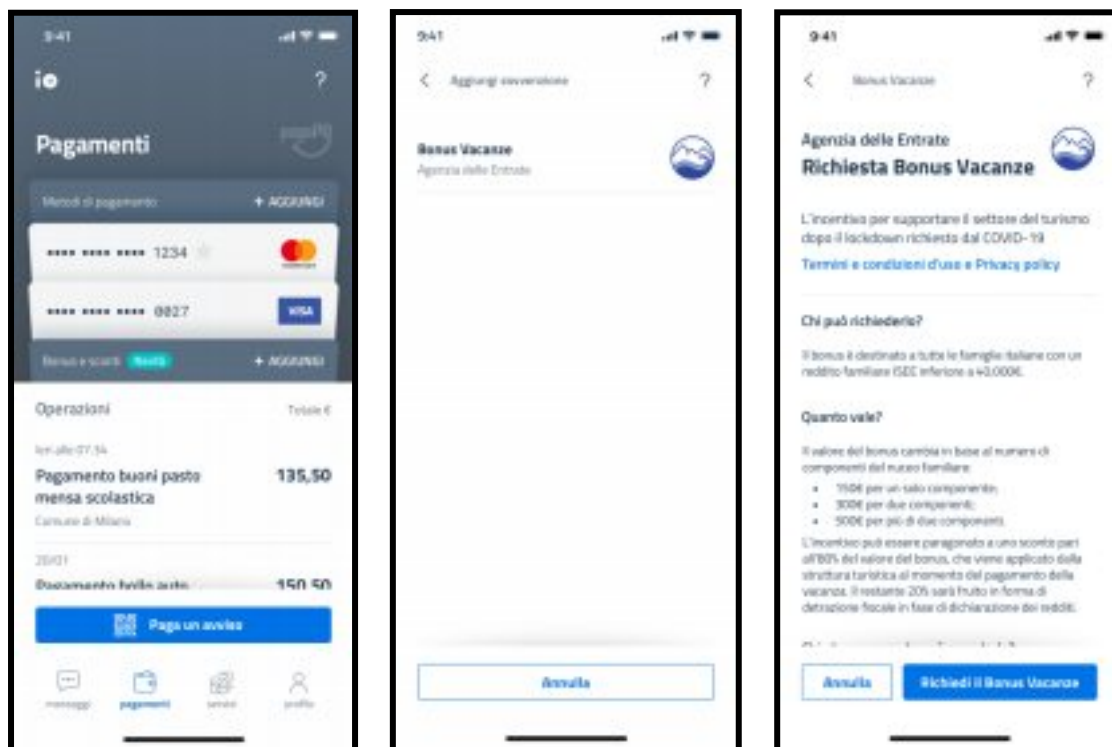 9:41
io
?
Pagamenti
Metodi di pagamento + AGGIUNGI
•••• •••• •••• 1234
•••• •••• •••• 0027 VISA
Bonus e sconti Novità + AGGIUNGI
Operazioni Totale €
Ieri alle 07:34
Pagamento buoni pasto 135,50
mensa scolastica
Comune di Milano
20/01
Pagamento bollo auto 150,50
Paga un avviso
messaggi pagamenti servizi profilo
9:41
Aggiungi sovvenzione ?
Bonus Vacanze
Agenzia delle Entrate
Annulla
9:41
Bonus Vacanze ?
Agenzia delle Entrate
Richiesta Bonus Vacanze
L'incentivo per supportare il settore del turismo
dopo il lockdown richiesto dal COVID-19
Termini e condizioni d'uso e Privacy policy
Chi può richiederlo?
Il bonus è destinato a tutte le famiglie italiane con un
reddito familiare ISEE inferiore a 40.000€.
Quanto vale?
Il valore del bonus cambia in base al numero di
componenti del nucleo familiare:
• 150€ per un solo componente;
• 300€ per due componenti;
• 500€ per più di due componenti.
L'incentivo può essere paragonato a uno sconto pari
all'80% del valore del bonus, che viene applicato dalla
struttura turistica al momento del pagamento della
vacanza. Il restante 20% sarà fruito in forma di
detrazione fiscale in fase di dichiarazione dei redditi.
Annulla Richiedi il Bonus Vacanze